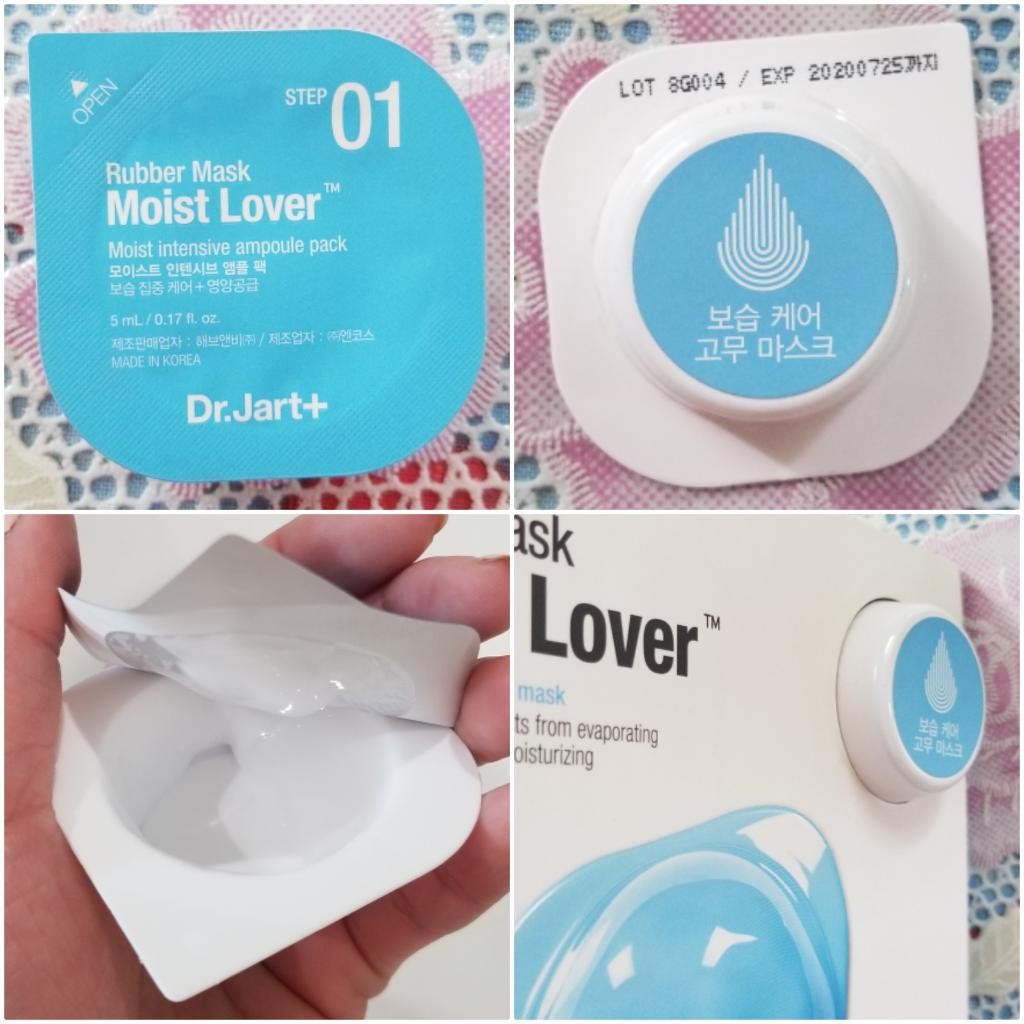 OPEN
STEP 01
Rubber Mask
Moist Lover™
Moist intensive ampoule pack
모이스트 인텐시브 앰플 팩
보습 집중 케어+영양공급
5 mL / 0.17 fl. oz.
제조판매업자 : 해브앤비㈜ / 제조업자 : ㈜엔코스
MADE IN KOREA
Dr.Jart+
LOT 8G004 / EXP 20200725까지
보습 케어
고무 마스크
ask
Lover™
mask
ts from evaporating
oisturizing
보습 케어
고무 마스크